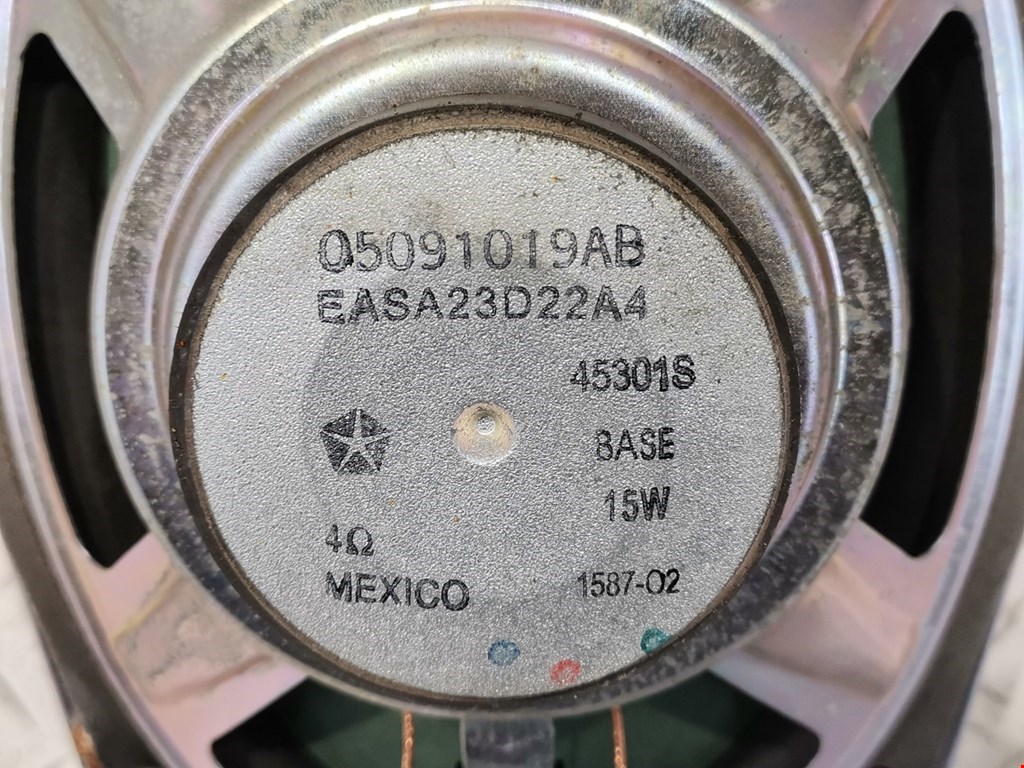 05091019AB
EASA23D22A4
45301S
BASE
15W
4Ω
MEXICO
1587-02